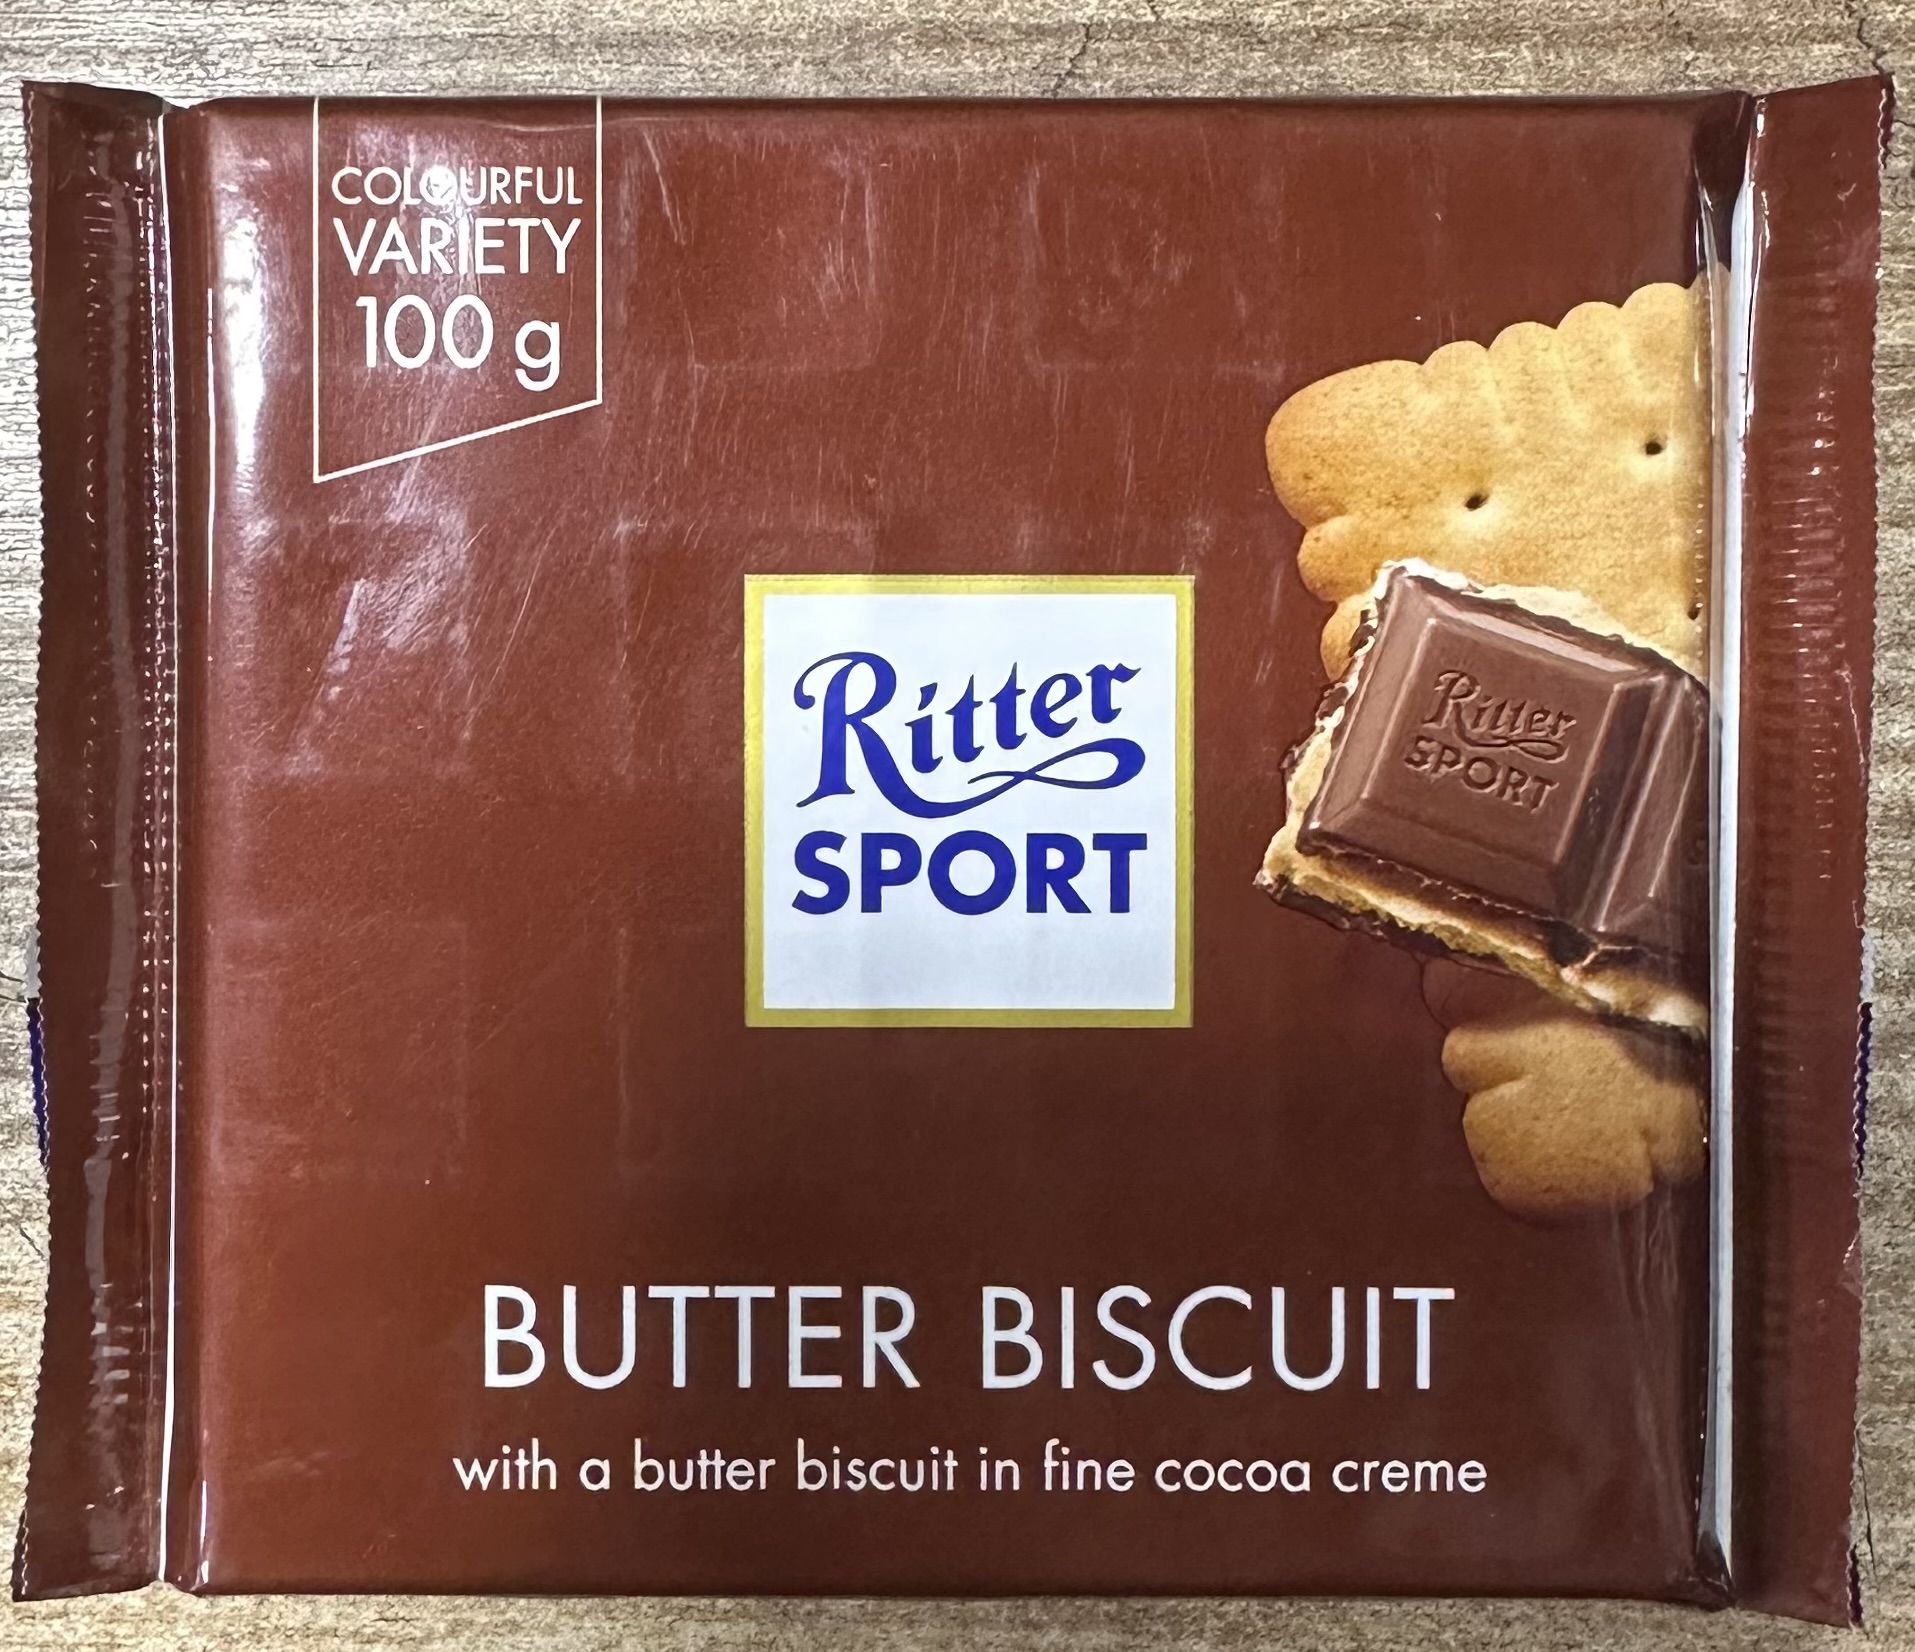 COLOURFUL
VARIETY
100 g
Ritter
SPORT
Ritter
SPORT
BUTTER BISCUIT
with a butter biscuit in fine cocoa creme